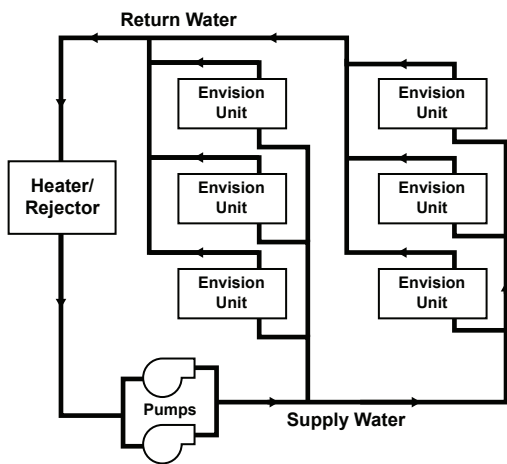 Return Water
Envision
Unit
Envision
Unit
Heater/
Rejector
Envision
Unit
Envision
Unit
Envision
Unit
Envision
Unit
Pumps
Supply Water